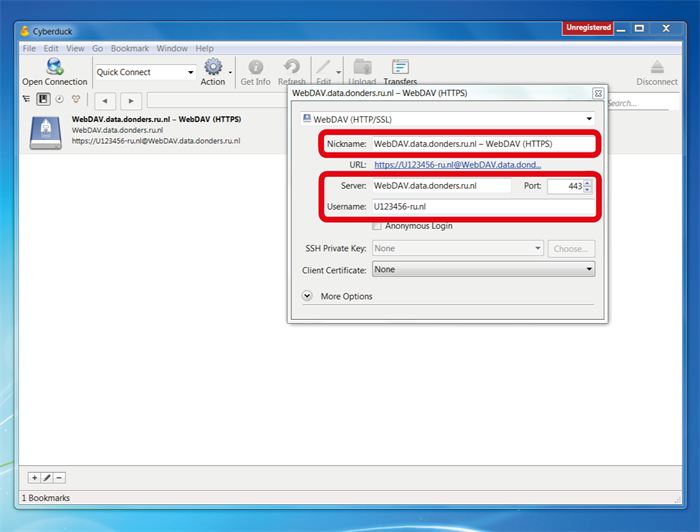 Cyberduck
Unregistered
File Edit View Go Bookmark Window Help
Open Connection
Quick Connect
Action
Get Info
Refresh
Edit
Upload
Transfers
Disconnect
Search...
WebDAV.data.donders.ru.nl – WebDAV (HTTPS)
WebDAV.data.donders.ru.nl
https://U123456-ru.nl@WebDAV.data.donders.ru.nl
WebDAV.data.donders.ru.nl – WebDAV (HTTPS)
WebDAV (HTTP/SSL)
Nickname: WebDAV.data.donders.ru.nl – WebDAV (HTTPS)
URL: https://U123456-ru.nl@WebDAV.data.dond...
Server: WebDAV.data.donders.ru.nl Port: 443
Username: U123456-ru.nl
Anonymous Login
SSH Private Key: None Choose...
Client Certificate: None
More Options
1 Bookmarks